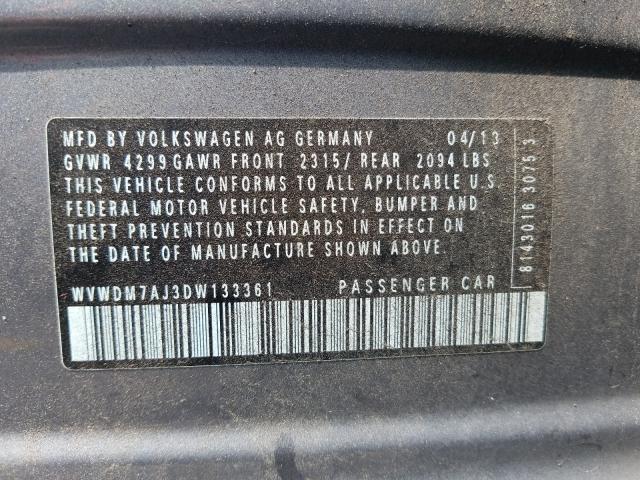 MFD BY VOLKSWAGEN AG GERMANY 04/13
GVWR 4299 GAWR FRONT 2315/ REAR 2094 LBS
THIS VEHICLE CONFORMS TO ALL APPLICABLE U.S.
FEDERAL MOTOR VEHICLE SAFETY, BUMPER AND
THEFT PREVENTION STANDARDS IN EFFECT ON
THE DATE OF MANUFACTURE SHOWN ABOVE.
WVWDM7AJ3DW133361 PASSENGER CAR
8143016 3075 3